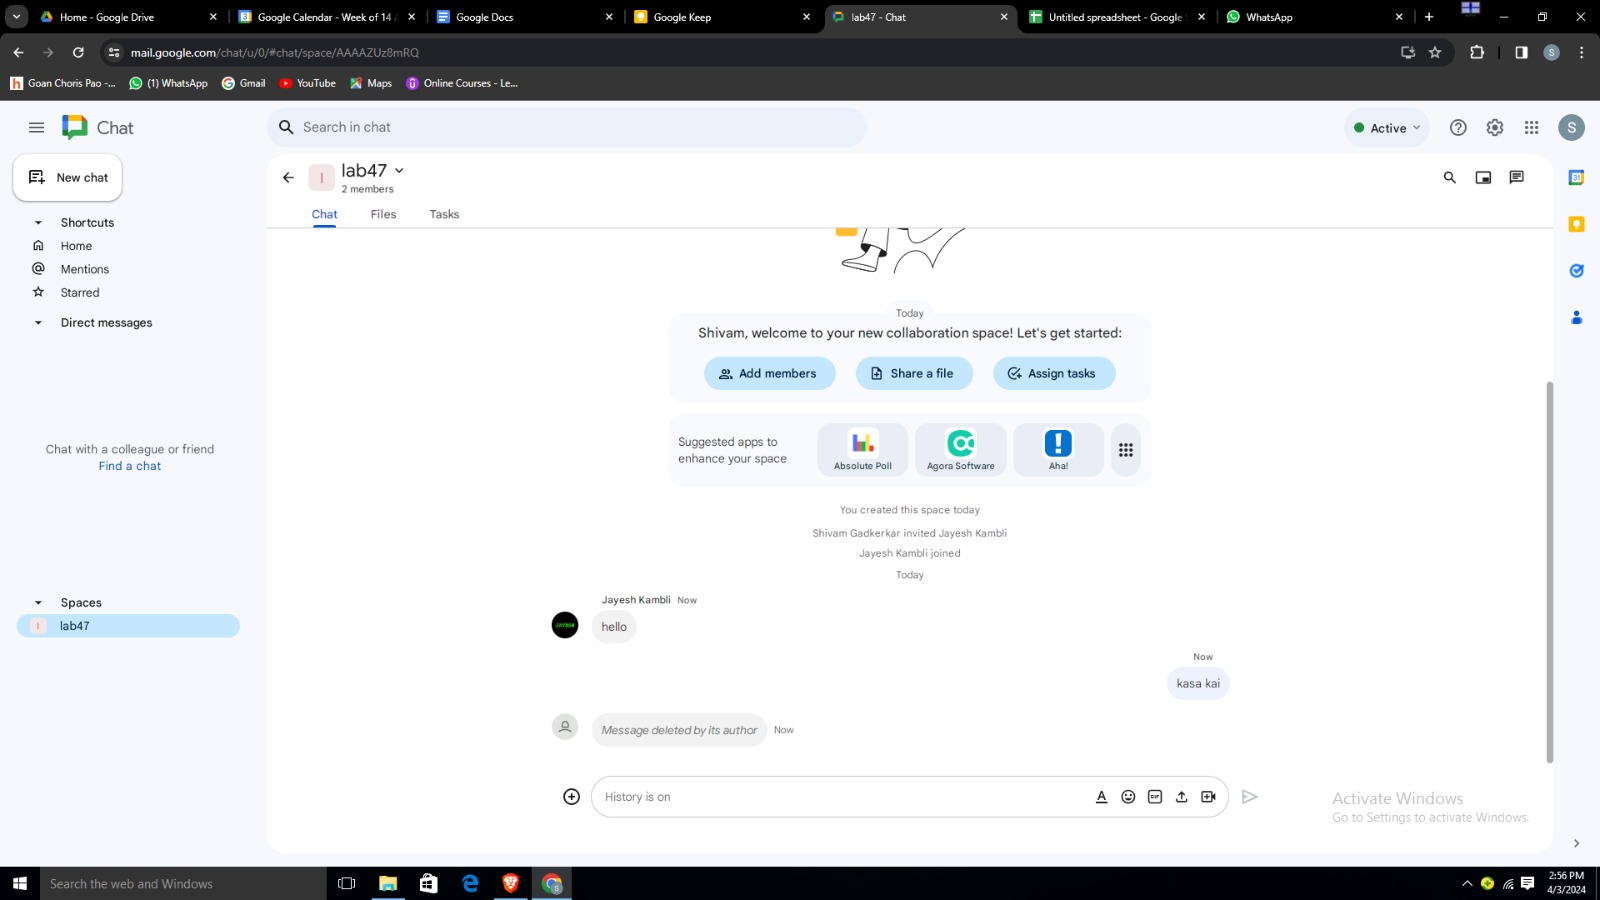 Home - Google Drive
Google Calendar - Week of 14
Google Docs
Google Keep
lab47 - Chat
Untitled spreadsheet - Google
WhatsApp
mail.google.com/chat/u/0/#chat/space/AAAAZUz8mRQ
S
Goan Choris Pao -...
(1) WhatsApp
Gmail
YouTube
Maps
Online Courses - Le...
Chat
Search in chat
Active
S
New chat
lab47
2 members
Shortcuts
Home
Mentions
Starred
Direct messages
Chat Files Tasks
Today
Shivam, welcome to your new collaboration space! Let's get started:
Add members
Share a file
Assign tasks
Suggested apps to
enhance your space
Absolute Poll
Agora Software
Aha!
Chat with a colleague or friend
Find a chat
You created this space today
Shivam Gadkerkar invited Jayesh Kambli
Jayesh Kambli joined
Today
Spaces
lab47
Jayesh Kambli Now
hello
Now
kasa kai
Message deleted by its author Now
History is on
GIF
Activate Windows
Go to Settings to activate Windows.
Search the web and Windows
2:56 PM
4/3/2024